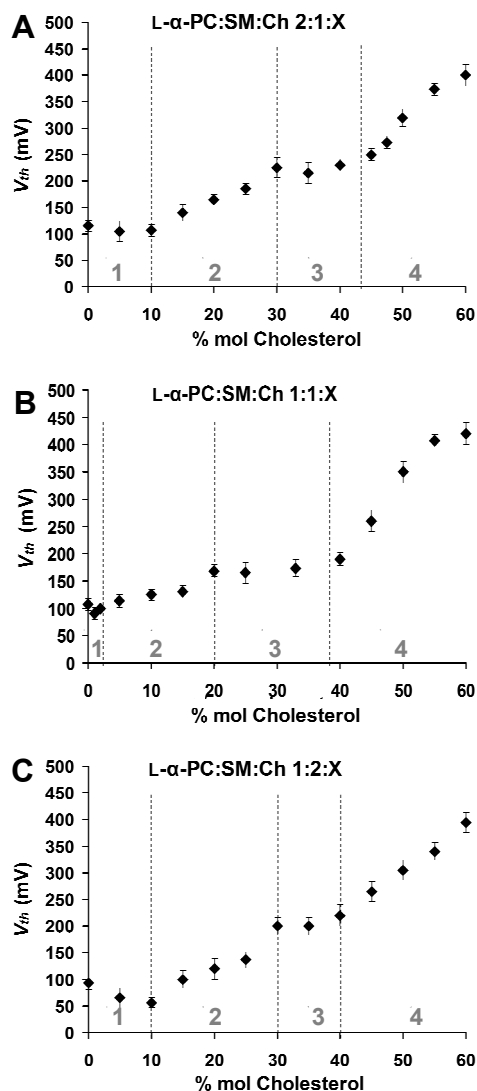 A
L-α-PC:SM:Ch 2:1:X
500
450
400
350
300
250
200
150
100
50
0
Vth (mV)
1 2 3 4
0 10 20 30 40 50 60
% mol Cholesterol
B
L-α-PC:SM:Ch 1:1:X
500
450
400
350
300
250
200
150
100
50
0
Vth (mV)
1 2 3 4
0 10 20 30 40 50 60
% mol Cholesterol
C
L-α-PC:SM:Ch 1:2:X
500
450
400
350
300
250
200
150
100
50
0
Vth (mV)
1 2 3 4
0 10 20 30 40 50 60
% mol Cholesterol